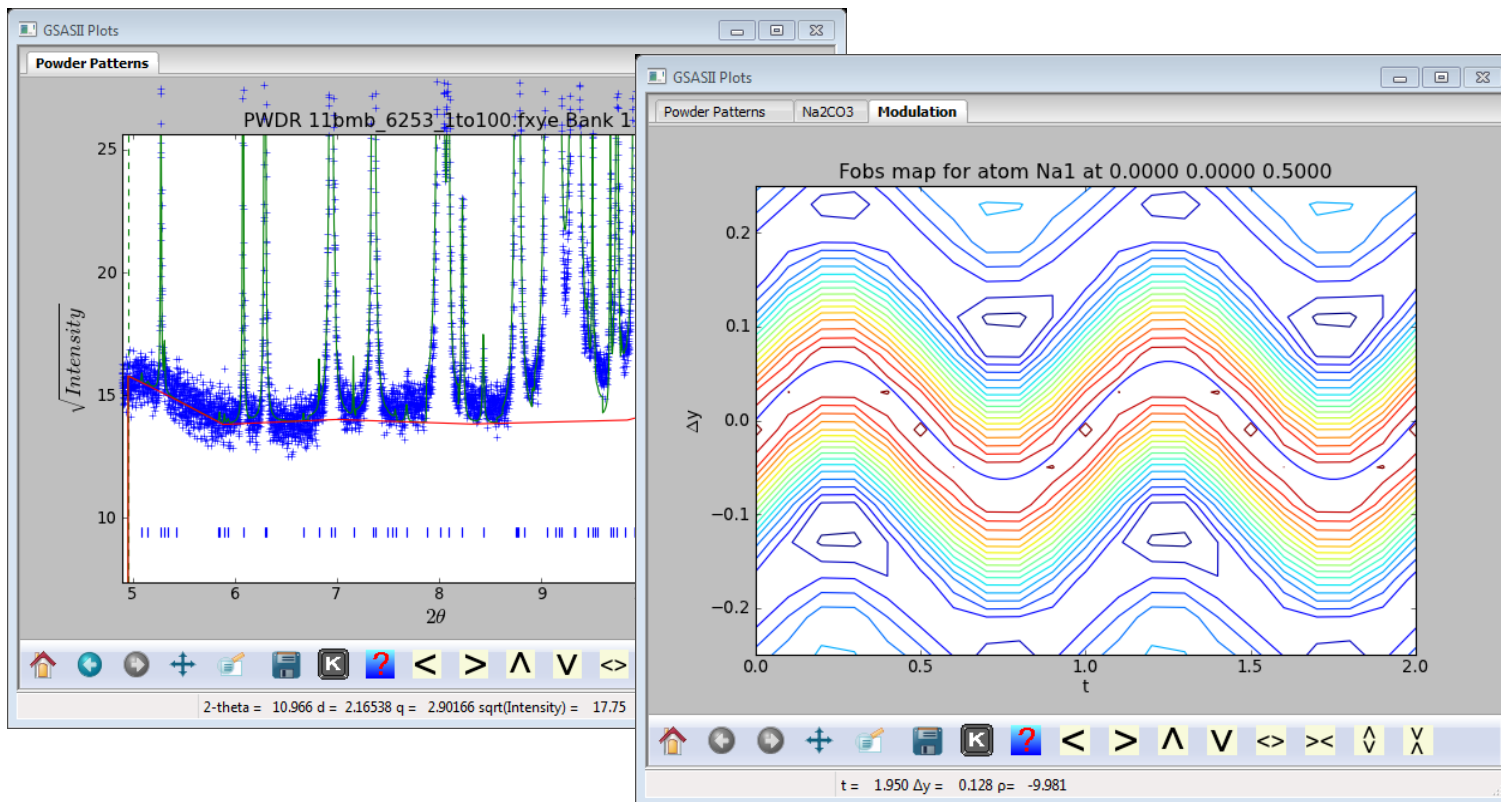 GSASII Plots
Powder Patterns
PWDR 11bmb_6253_1to100.fxye Bank 1
25
20
15
10
√Intensity
5 6 7 8 9
2θ
K ? < > Λ V <>
2-theta = 10.966 d = 2.16538 q = 2.90166 sqrt(Intensity) = 17.75
GSASII Plots
Powder Patterns Na2CO3 Modulation
Fobs map for atom Na1 at 0.0000 0.0000 0.5000
0.2
0.1
0.0
−0.1
−0.2
Δy
0.0 0.5 1.0 1.5 2.0
t
K ? < > Λ V <> ><
t = 1.950 Δy = 0.128 ρ= -9.981